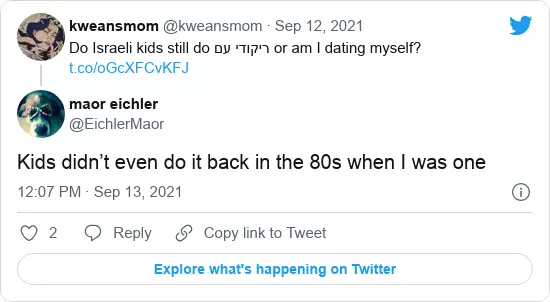 kweansmom @kweansmom · Sep 12, 2021
Do Israeli kids still do ריקודי עם or am I dating myself?
t.co/oGcXFCvKFJ
maor eichler
@EichlerMaor
Kids didn’t even do it back in the 80s when I was one
12:07 PM · Sep 13, 2021
2 Reply Copy link to Tweet
Explore what's happening on Twitter